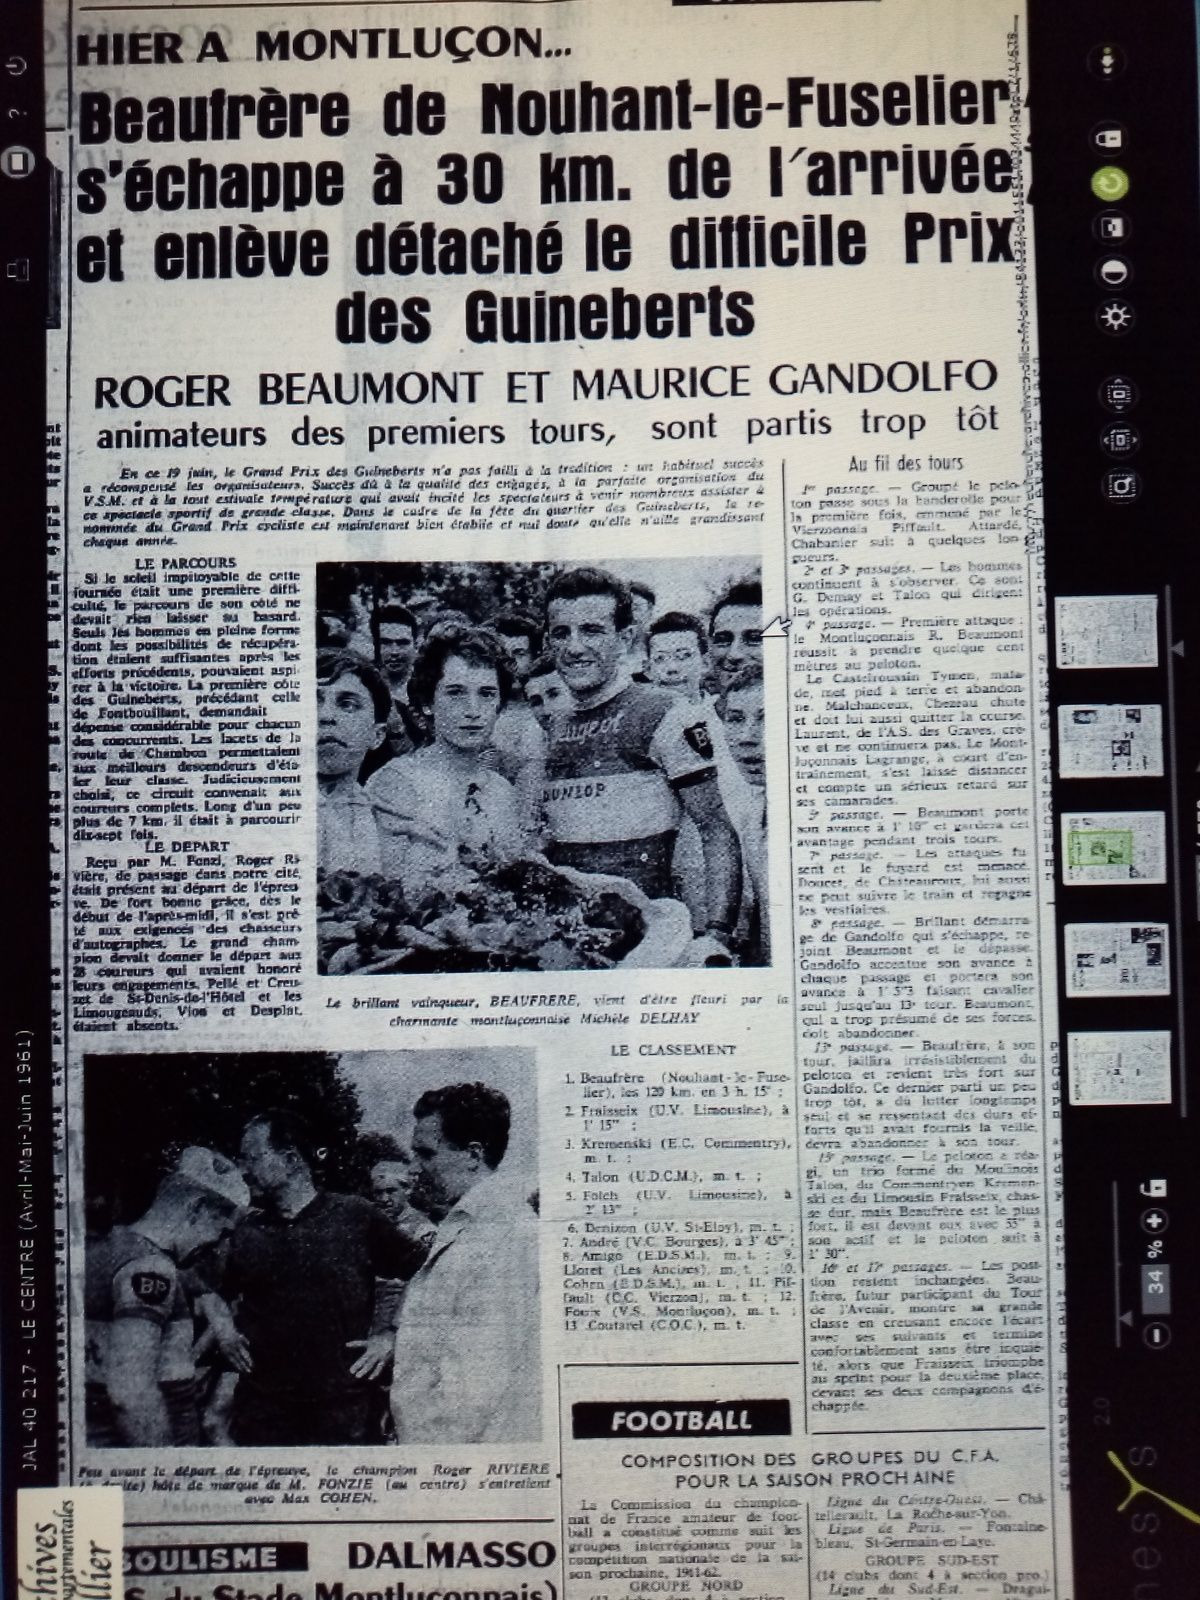 HIER A MONTLUÇON...
Beaufrère de Nouhant-le-Fuselier
s'échappe à 30 km. de l'arrivée
et enlève détaché le difficile Prix
des Guineberts
ROGER BEAUMONT ET MAURICE GANDOLFO
animateurs des premiers tours, sont partis trop tôt
En ce 19 juin, le Grand Prix des Guineberts n'a pas failli à la tradition : un habituel succès
a récompensé les organisateurs. Succès dû à la qualité des engagés, à la parfaite organisation du
V.S.M. et à la tout estivale température qui avait incité les spectateurs à venir nombreux assister à
ce spectacle sportif de grande classe. Dans le cadre de la fête du quartier des Guineberts, la re-
nommée du Grand Prix cycliste est maintenant bien établie et nul doute qu'elle n'aille grandissant
chaque année.
LE PARCOURS
Si le soleil impitoyable de cette
journée était une première diffi-
culté, le parcours de son côté ne
devait rien laisser au hasard.
Seuls les hommes en pleine forme
dont les possibilités de récupéra-
tion étaient suffisantes après les
efforts précédents, pouvaient aspi-
rer à la victoire. La première côte
des Guineberts, précédant celle
de Fontbouillant, demandait
dépense considérable pour chacun
des concurrents. Les lacets de la
route de Chambon permettaient
aux meilleurs descendeurs d'éta-
ler leur classe. Judicieusement
choisi, ce circuit convenait aux
coureurs complets. Long d'un peu
plus de 7 km. il était à parcourir
dix-sept fois.
LE DEPART
Reçu par M. Fonzi, Roger Ri
vière, de passage dans notre cité,
était présent au départ de l'épreu-
ve. De fort bonne grâce, dès le
début de l'après-midi, il s'est prê-
té aux exigences des chasseurs
d'autographes. Le grand cham-
pion devait donner le départ aux
28 coureurs qui avaient honoré
leurs engagements. Pellé et Creu-
zet de St-Denis-de-l'Hôtel et les
Limougeauds, Vion et Desplat,
étaient absents.
DUNLOP
BP
Le brillant vainqueur, BEAUFRERE, vient d'être fleuri par la
charmante montluçonnaise Michèle DELHAY
BP
Peu avant le départ de l'épreuve, le champion Roger RIVIERE
(à droite) hôte de marque de M. FONZIE (au centre) s'entretient
avec Max COHEN.
LE CLASSEMENT
1. Beaufrère (Nouhant-le-Fuse-
lier), les 120 km. en 3 h. 15" ;
2. Fraisseix (U.V. Limousine), à
1' 15" ;
3. Kremenski (E.C. Commentry),
m. t. ;
4. Talon (U.D.C.M.), m. t. ;
5. Folch (U.V. Limousine), à
2' 13" ;
6. Denizon (U.V. St-Eloy), m. t. ;
7. André (V.C. Bourges), à 3' 45" ;
8. Amigo (E.D.S.M.), m. t. ; 9.
Lloret (Les Ancizes), m. t. ; 10.
Cohen (E.D.S.M.), m. t. ; 11. Pif-
fault (C.C. Vierzon), m. t. ; 12.
Foulx (V.S. Montluçon), m. t. ;
13 Coutarel (C.O.C.), m. t.
Au fil des tours
1er passage. — Groupé le pelo-
ton passe sous la banderolle pour
la première fois, emmené par le
Vierzonnais Piffault. Attardé,
Chabanier suit à quelques lon-
gueurs.
2e et 3e passages. — Les hommes
continuent à s'observer. Ce sont
G. Demay et Talon qui dirigent
les opérations.
4e passage. — Première attaque :
le Montluçonnais R. Beaumont
réussit à prendre quelque cent
mètres au peloton.
Le Castelroussin Tymen, mala-
de, met pied à terre et abandon-
ne. Malchanceux, Chezeau chute
et doit lui aussi quitter la course.
Laurent, de l'A.S. des Graves, crè-
ve et ne continuera pas. Le Mont-
luçonnais Lagrange, à court d'en-
traînement, s'est laissé distancer
et compte un sérieux retard sur
ses camarades.
5e passage. — Beaumont porte
son avance à 1' 10" et gardera cet
avantage pendant trois tours.
7e passage. — Les attaques fu-
sent et le fuyard est menacé.
Doucet, de Châteauroux, lui aussi
ne peut suivre le train et regagne
les vestiaires.
8e passage. — Brillant démarra-
ge de Gandolfo qui s'échappe, re-
joint Beaumont et le dépasse.
Gandolfo accentue son avance à
chaque passage et portera son
avance à 1' 5"3 faisant cavalier
seul jusqu'au 13e tour. Beaumont,
qui a trop présumé de ses forces,
doit abandonner.
13e passage. — Beaufrère, à son
tour, jaillira irrésistiblement du
peloton et revient très fort sur
Gandolfo. Ce dernier parti un peu
trop tôt, a dû lutter longtemps
seul et se ressentant des durs ef-
forts qu'il avait fournis la veille,
devra abandonner à son tour.
15e passage. — Le peloton a réa-
gi, un trio formé du Moulinois
Talon, du Commentryen Kremen-
ski et du Limousin Fraisseix, chas-
se dur, mais Beaufrère est le plus
fort, il est devant eux avec 55" à
son actif et le peloton suit à
1' 30".
16e et 17e passages. — Les posi-
tion restent inchangées. Beau-
frère, futur participant du Tour
de l'Avenir, montre sa grande
classe en creusant encore l'écart
avec ses suivants et termine
confortablement sans être inquié-
té, alors que Fraisseix triomphe
au sprint pour la deuxième place,
devant ses deux compagnons d'é-
chappée.
FOOTBALL
COMPOSITION DES GROUPES DU C.F.A.
POUR LA SAISON PROCHAINE
La Commission du champion-
nat de France amateur de foot-
ball a constitué comme suit les
groupes interrégionaux pour la
compétition nationale de la sai-
son prochaine, 1961-62.
GROUPE NORD
Ligue du Centre-Ouest. — Châ-
tellerault, La Roche-sur-Yon.
Ligue de Paris. — Fontaine-
bleau, St-Germain-en-Laye.
GROUPE SUD-EST
(14 clubs dont 4 à section pro.)
Ligue du Sud-Est. — Dragui-
BOULISME
DALMASSO
S. du Stade Montluçonnais)
JAL 40 217 - LE CENTRE (Avril-Mai-Juin 1961)
?
34 %
2.0